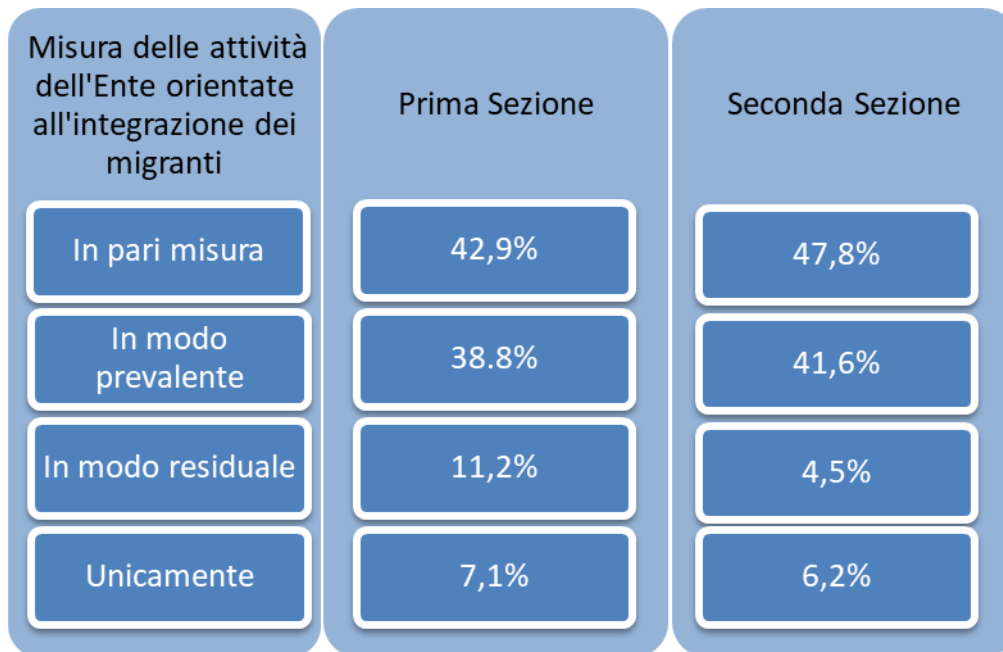 Misura delle attività
dell'Ente orientate
all'integrazione dei
migranti
Prima Sezione
Seconda Sezione
In pari misura
42,9%
47,8%
In modo
prevalente
38.8%
41,6%
In modo residuale
11,2%
4,5%
Unicamente
7,1%
6,2%